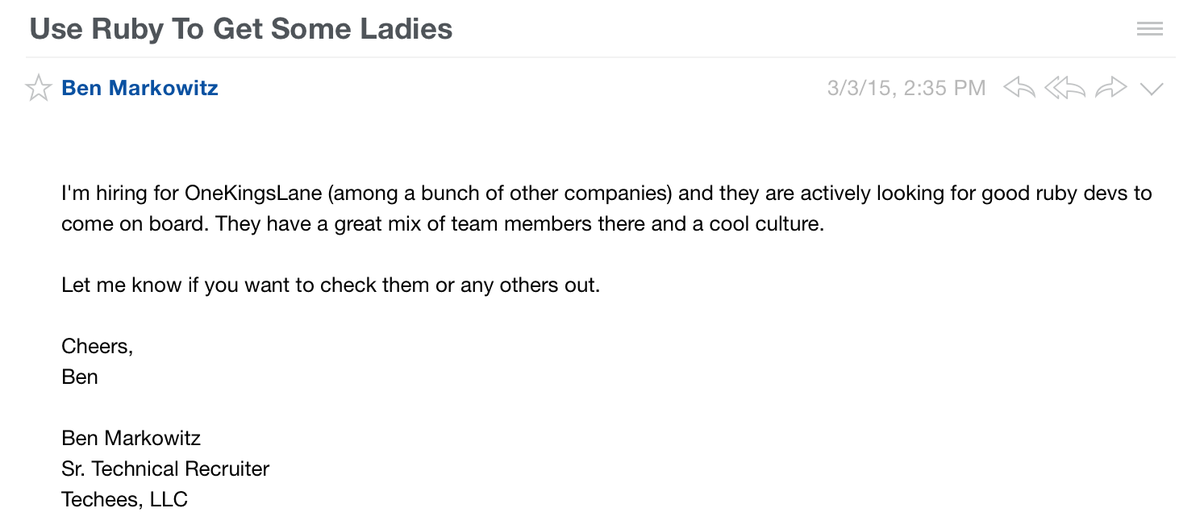 Use Ruby To Get Some Ladies
Ben Markowitz
3/3/15, 2:35 PM
I'm hiring for OneKingsLane (among a bunch of other companies) and they are actively looking for good ruby devs to
come on board. They have a great mix of team members there and a cool culture.
Let me know if you want to check them or any others out.
Cheers,
Ben
Ben Markowitz
Sr. Technical Recruiter
Techees, LLC